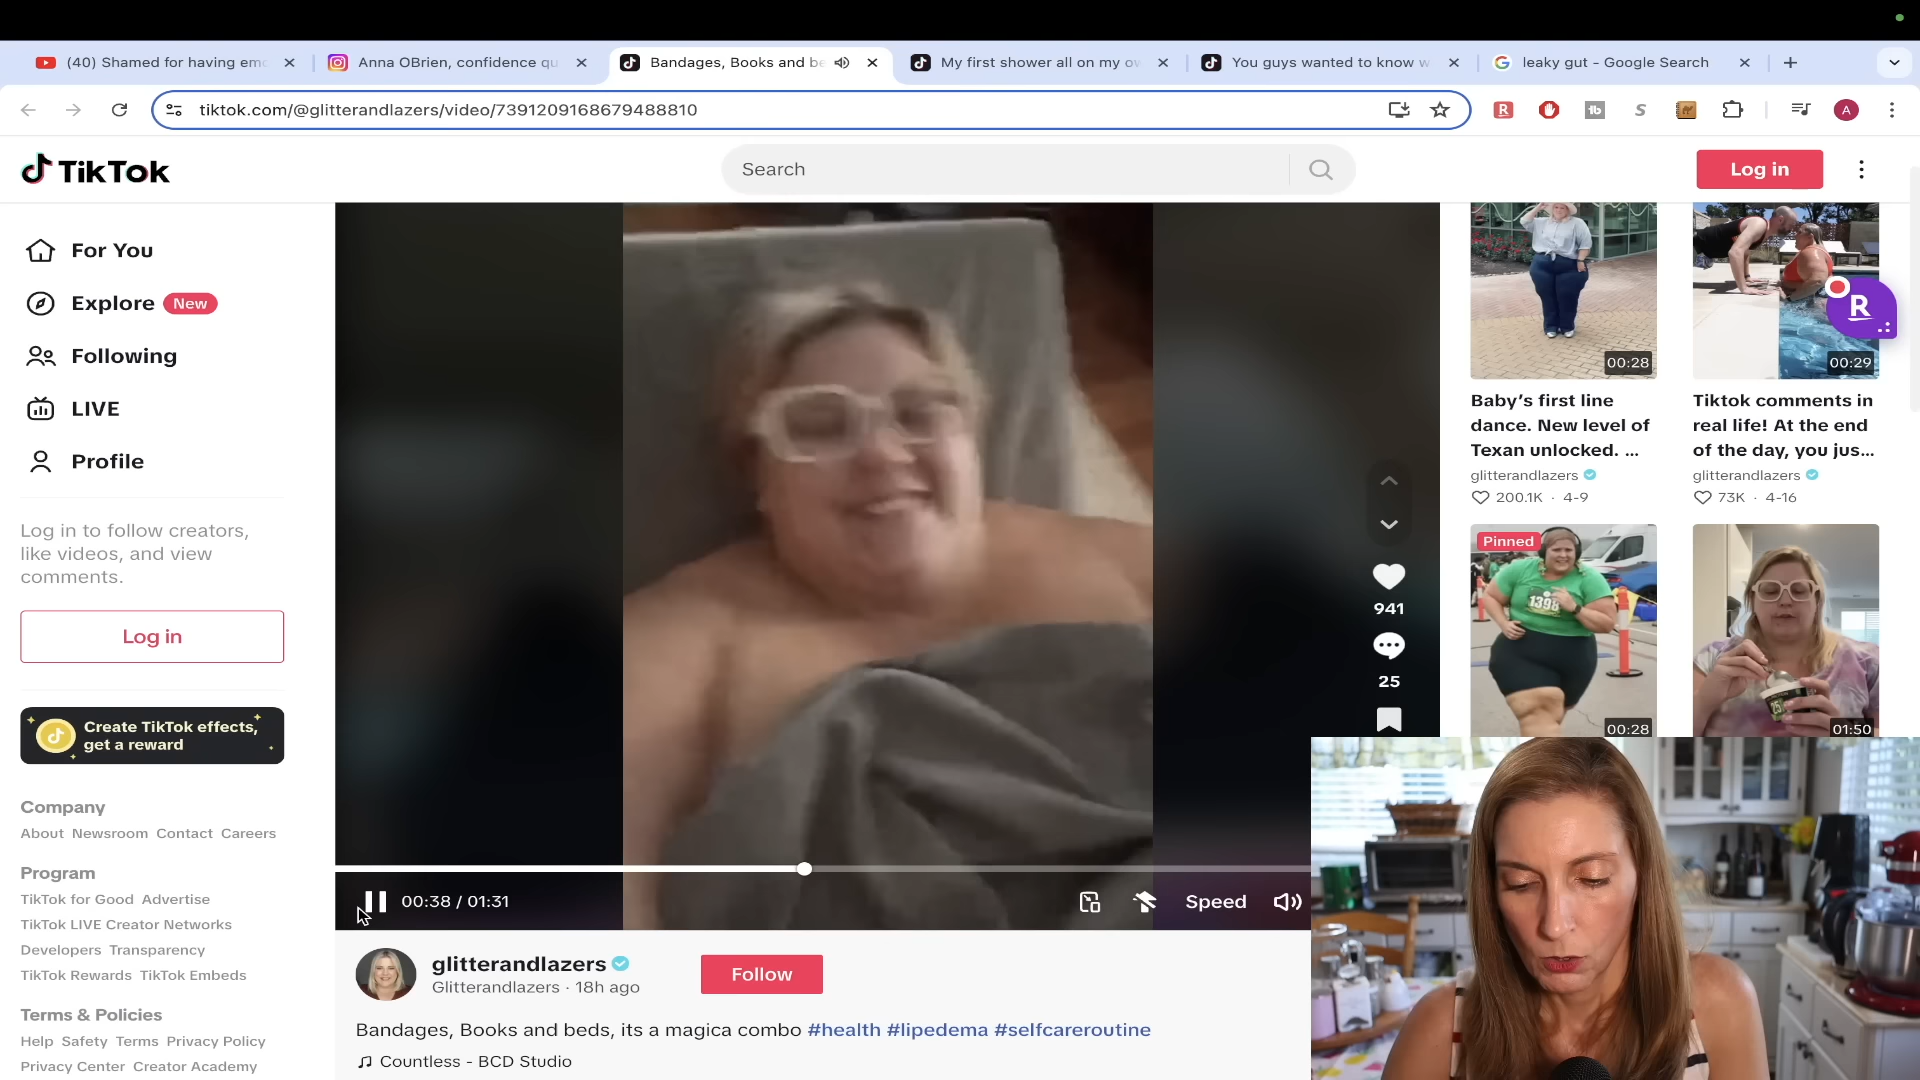 (40) Shamed for having emo
Anna OBrien, confidence qu
Bandages, Books and be
My first shower all on my ow
You guys wanted to know w
leaky gut - Google Search
tiktok.com/@glitterandlazers/video/7391209168679488810
TikTok
Search
Log in
For You
Explore New
Following
LIVE
Profile
Log in to follow creators,
like videos, and view
comments.
Log in
Create TikTok effects,
get a reward
Company
About Newsroom Contact Careers
Program
TikTok for Good Advertise
TikTok LIVE Creator Networks
Developers Transparency
TikTok Rewards TikTok Embeds
Terms & Policies
Help Safety Terms Privacy Policy
Privacy Center Creator Academy
941
25
00:38 / 01:31
Speed
glitterandlazers
Glitterandlazers · 18h ago
Follow
Bandages, Books and beds, its a magica combo #health #lipedema #selfcareroutine
Countless - BCD Studio
00:28
Baby's first line
dance. New level of
Texan unlocked. ...
glitterandlazers
200.1K · 4-9
00:29
Tiktok comments in
real life! At the end
of the day, you jus...
glitterandlazers
73K · 4-16
Pinned
1398
00:28
01:50
R
A